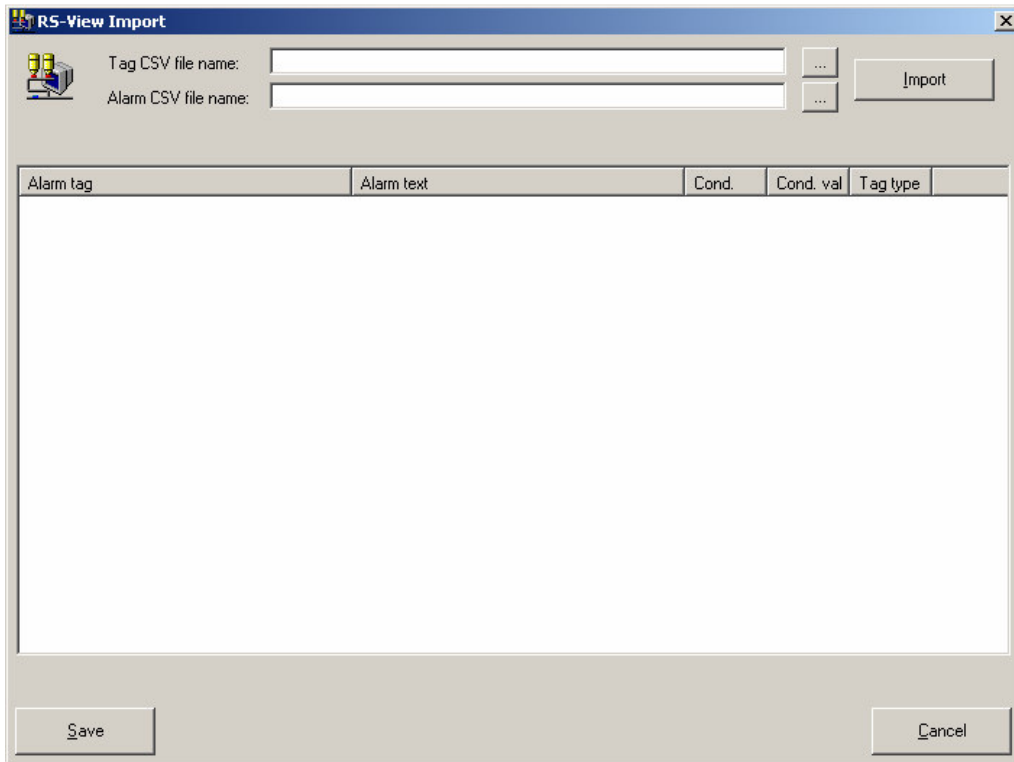 RS-View Import
Tag CSV file name:
...
Import
Alarm CSV file name:
...
Alarm tag Alarm text Cond. Cond. val Tag type
Save Cancel